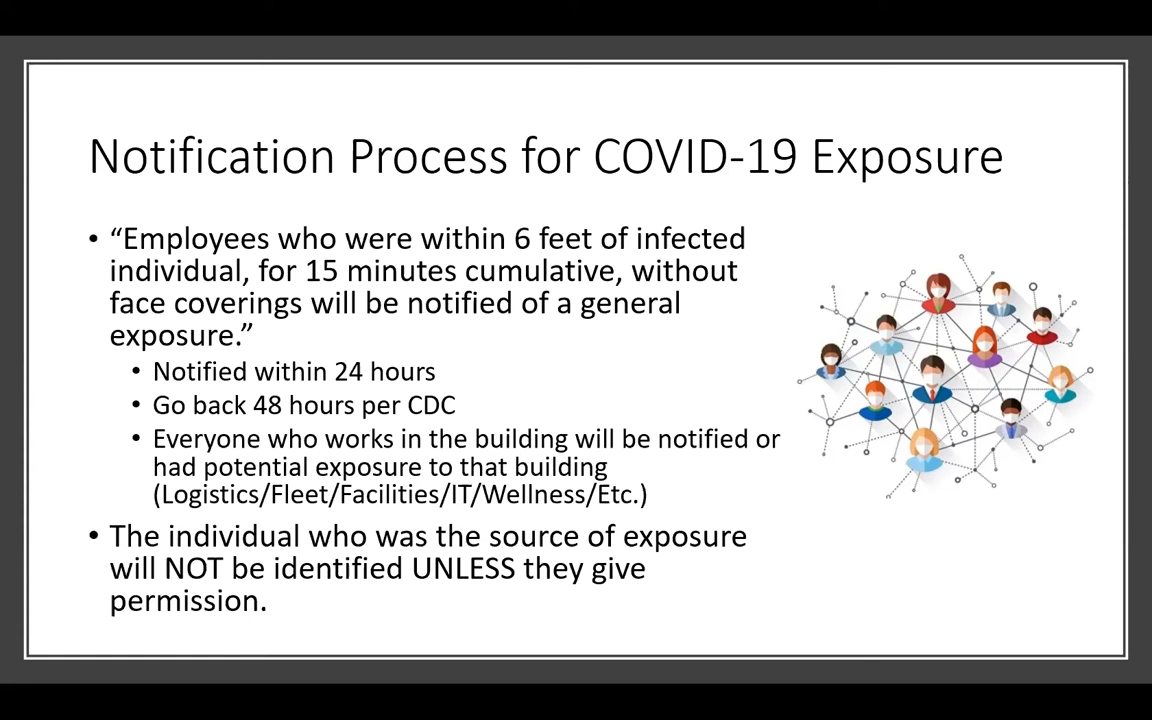 Notification Process for COVID-19 Exposure
• “Employees who were within 6 feet of infected
individual, for 15 minutes cumulative, without
face coverings will be notified of a general
exposure.”
• Notified within 24 hours
• Go back 48 hours per CDC
• Everyone who works in the building will be notified or
had potential exposure to that building
(Logistics/Fleet/Facilities/IT/Wellness/Etc.)
• The individual who was the source of exposure
will NOT be identified UNLESS they give
permission.